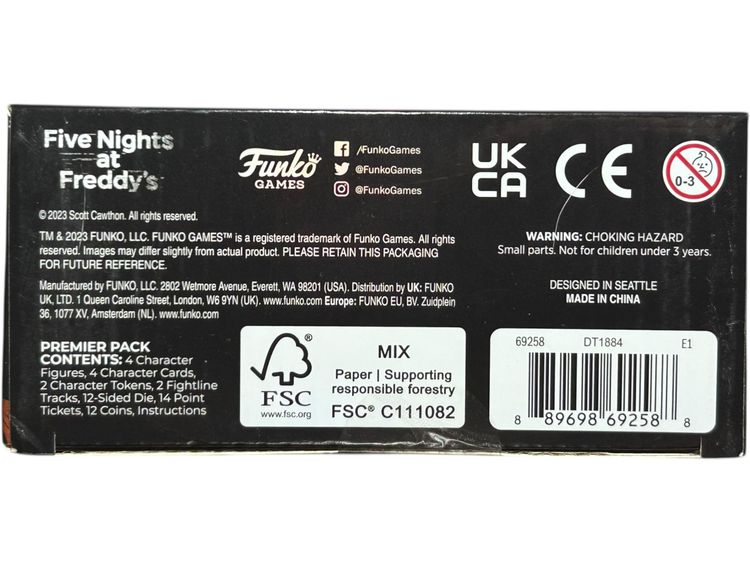 Five Nights
at
Freddy's
Funko
GAMES
/FunkoGames
@FunkoGames
@FunkoGames
UK
CA
CE
0-3
© 2023 Scott Cawthon. All rights reserved.
TM & 2023 FUNKO, LLC. FUNKO GAMES™ is a registered trademark of Funko Games. All rights
reserved. Images may differ slightly from actual product. PLEASE RETAIN THIS PACKAGING
FOR FUTURE REFERENCE.
WARNING: CHOKING HAZARD
Small parts. Not for children under 3 years.
Manufactured by FUNKO, LLC. 2802 Wetmore Avenue, Everett, WA 98201 (USA). Distribution by UK: FUNKO
UK, LTD. 1 Queen Caroline Street, London, W6 9YN (UK). www.funko.com Europe: FUNKO EU, BV. Zuidplein
36, 1077 XV, Amsterdam (NL). www.funko.com
DESIGNED IN SEATTLE
MADE IN CHINA
PREMIER PACK
CONTENTS: 4 Character
Figures, 4 Character Cards,
2 Character Tokens, 2 Fightline
Tracks, 12-Sided Die, 14 Point
Tickets, 12 Coins, Instructions
FSC
www.fsc.org
MIX
Paper | Supporting
responsible forestry
FSC® C111082
69258 DT1884 E1
8 89698 69258 8